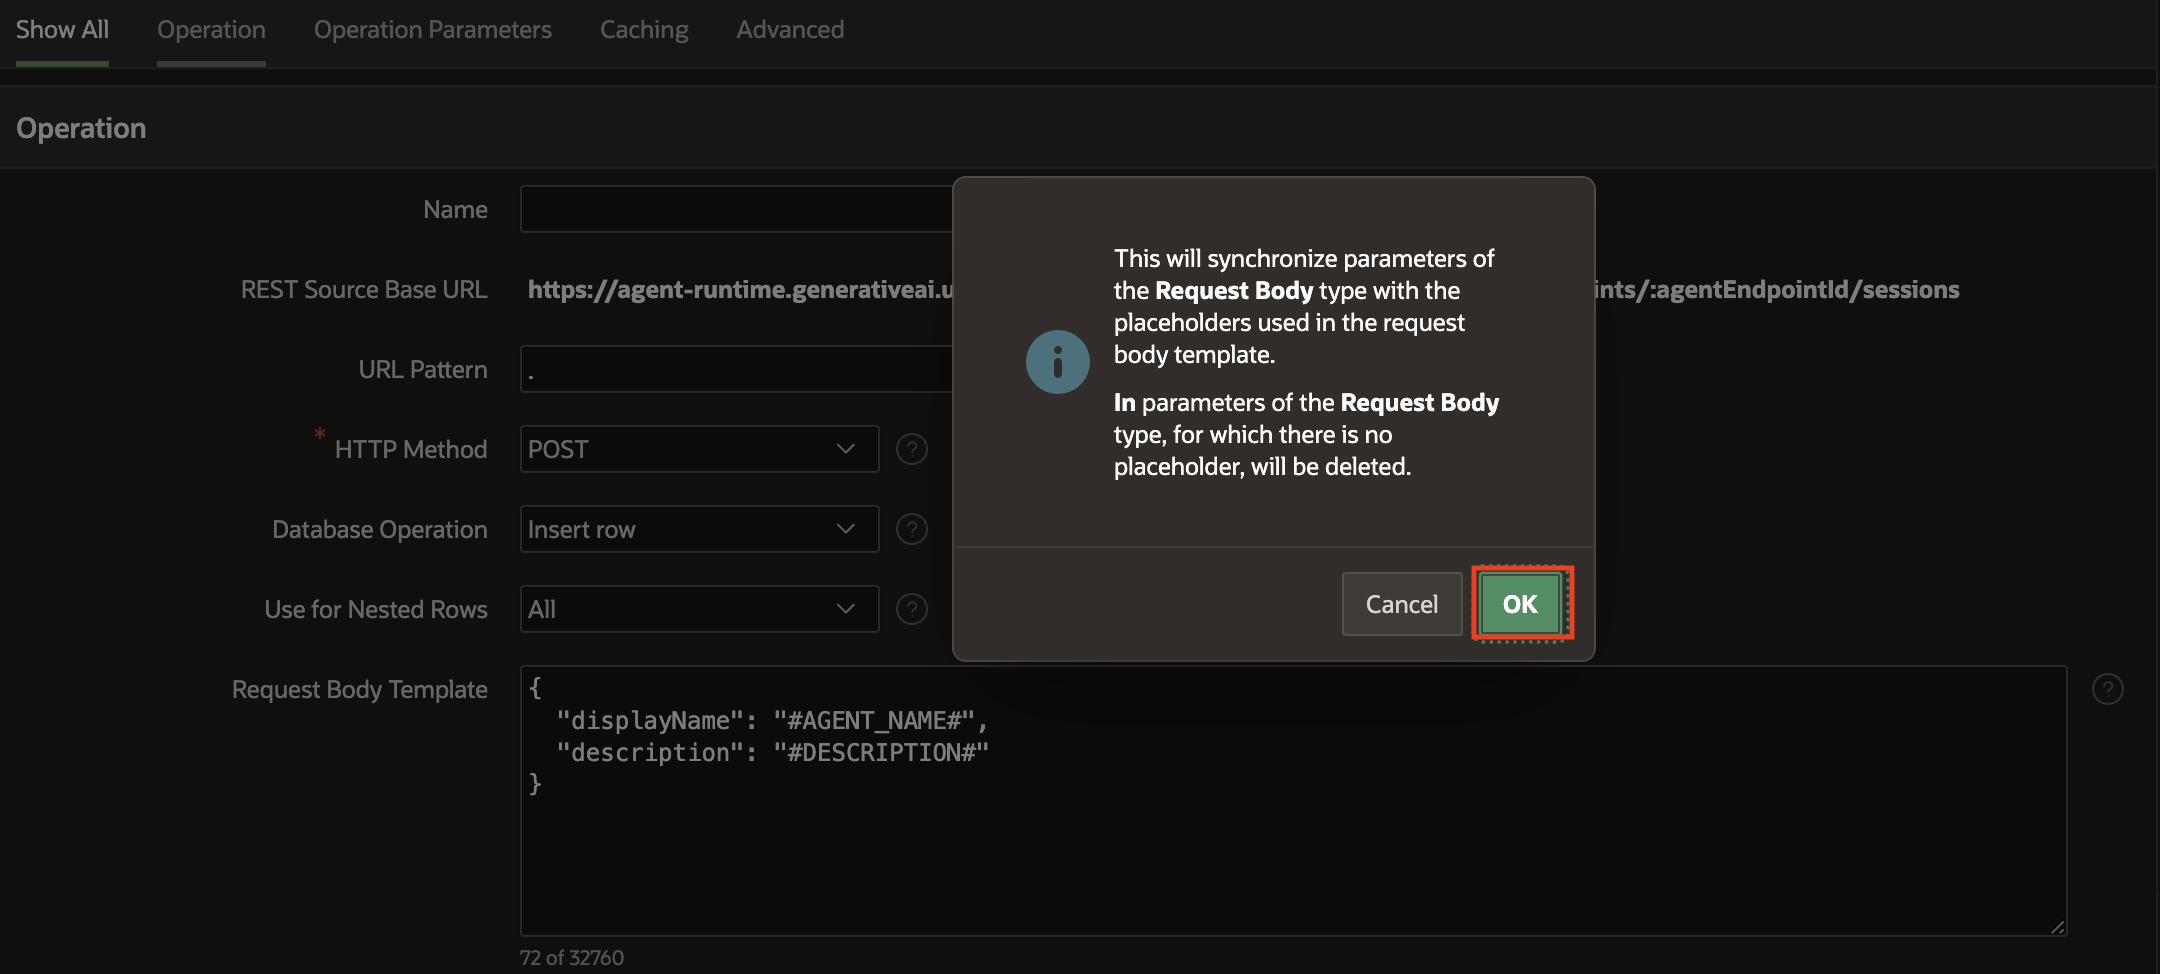 Show All Operation Operation Parameters Caching Advanced
Operation
Name
REST Source Base URL https://agent-runtime.generativeai.u ints/:agentEndpointId/sessions
URL Pattern .
* HTTP Method POST ?
Database Operation Insert row ?
Use for Nested Rows All ?
This will synchronize parameters of
the Request Body type with the
placeholders used in the request
body template.
In parameters of the Request Body
type, for which there is no
placeholder, will be deleted.
Cancel OK
Request Body Template ?
{
"displayName": "#AGENT_NAME#",
"description": "#DESCRIPTION#"
}
72 of 32760